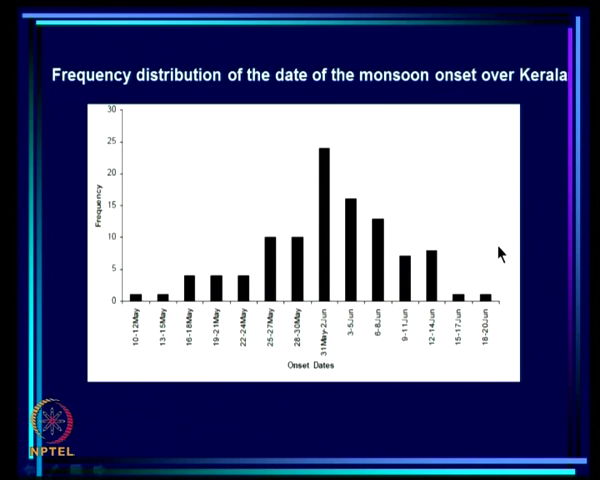 Frequency distribution of the date of the monsoon onset over Kerala
30
25
20
15
10
5
0
Frequency
10-12May
13-15May
16-18May
19-21May
22-24May
25-27May
28-30May
31May-2Jun
3-5Jun
6-8Jun
9-11Jun
12-14Jun
15-17Jun
18-20Jun
Onset Dates
NPTEL